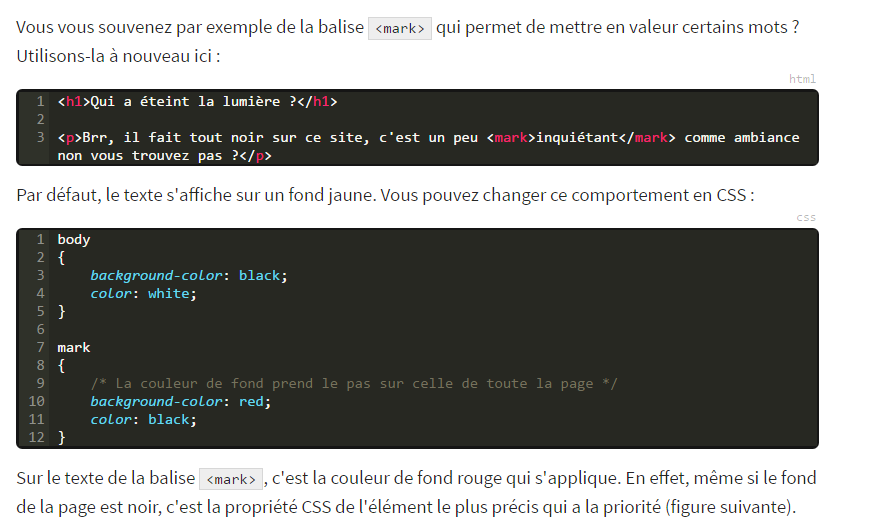 Vous vous souvenez par exemple de la balise <mark> qui permet de mettre en valeur certains mots ?
Utilisons-la à nouveau ici :
html
1 <h1>Qui a éteint la lumière ?</h1>
2
3 <p>Brr, il fait tout noir sur ce site, c'est un peu <mark>inquiétant</mark> comme ambiance
non vous trouvez pas ?</p>
Par défaut, le texte s'affiche sur un fond jaune. Vous pouvez changer ce comportement en CSS :
css
1 body
2 {
3     background-color: black;
4     color: white;
5 }
6
7 mark
8 {
9     /* La couleur de fond prend le pas sur celle de toute la page */
10     background-color: red;
11     color: black;
12 }
Sur le texte de la balise <mark>, c'est la couleur de fond rouge qui s'applique. En effet, même si le fond
de la page est noir, c'est la propriété CSS de l'élément le plus précis qui a la priorité (figure suivante).